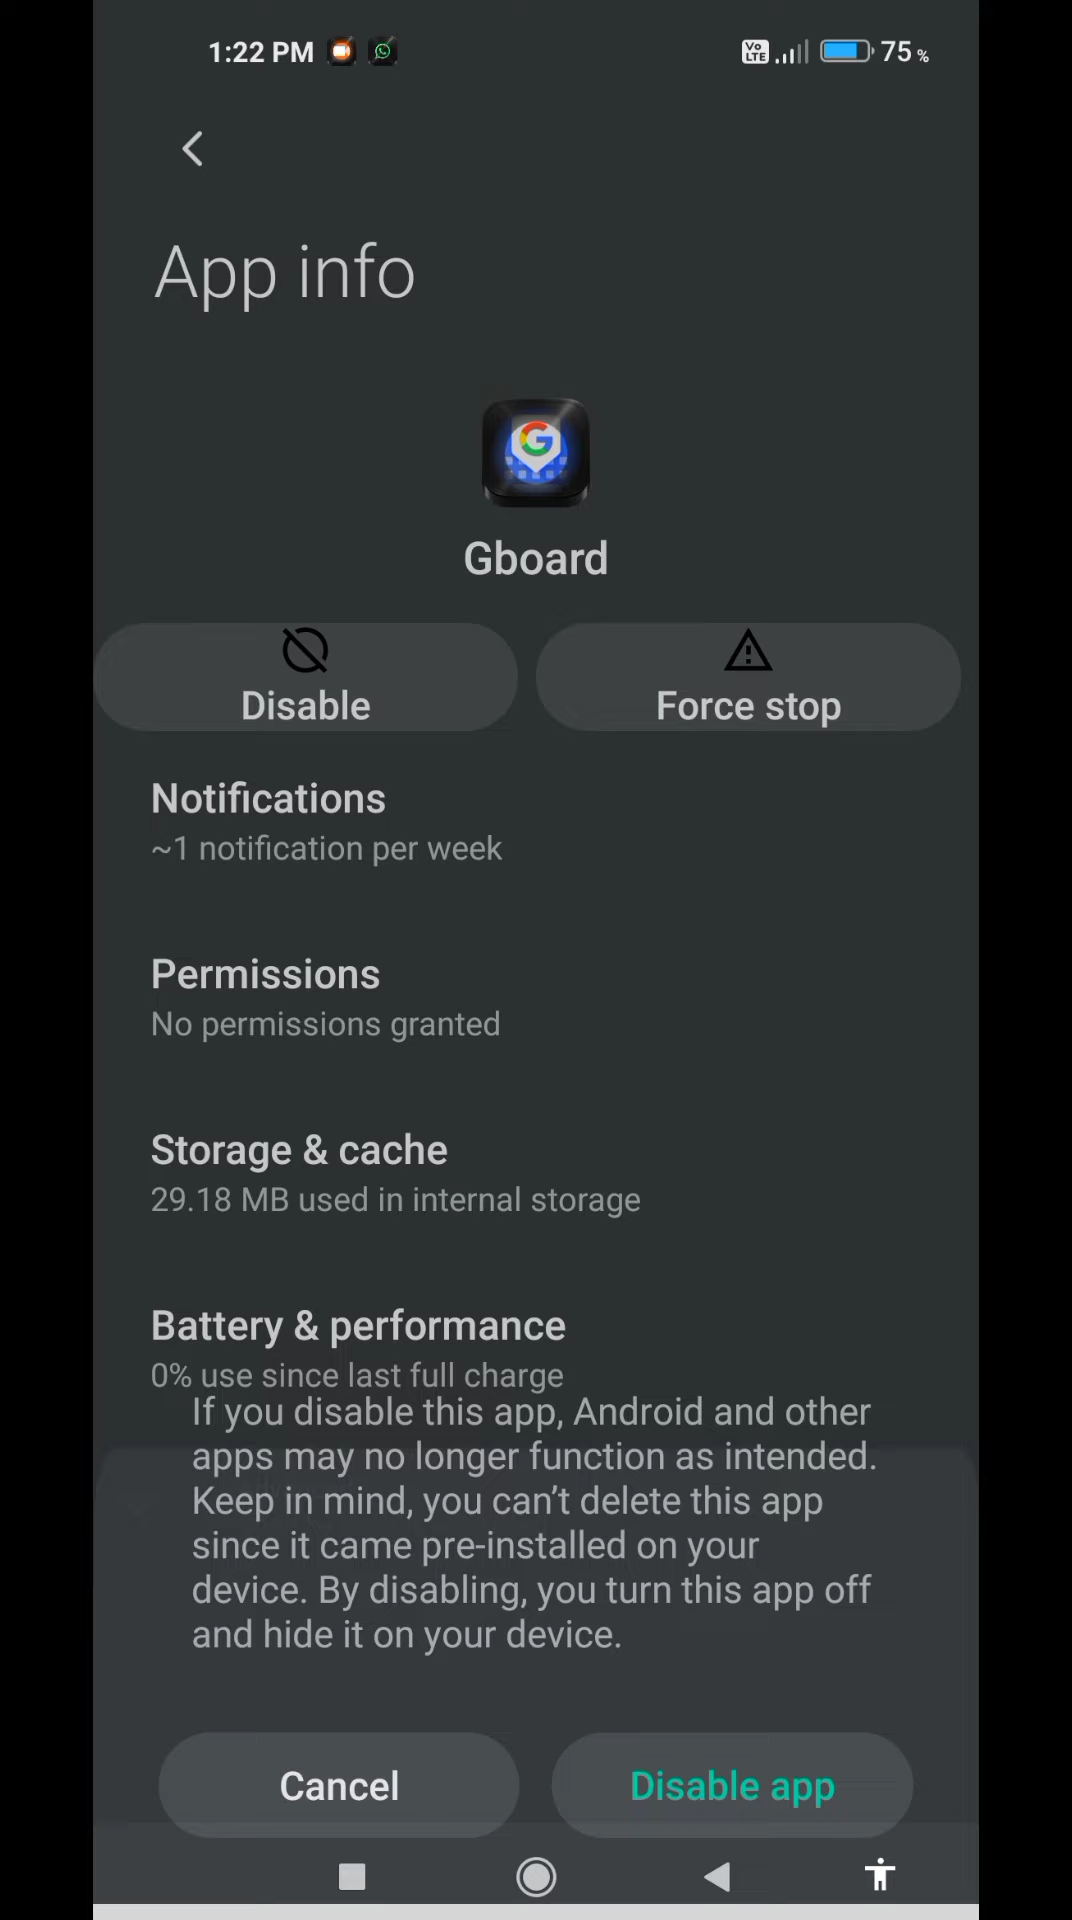 1:22 PM
Vo LTE
75 %
App info
Gboard
Disable
Force stop
Notifications
~1 notification per week
Permissions
No permissions granted
Storage & cache
29.18 MB used in internal storage
Battery & performance
0% use since last full charge
If you disable this app, Android and other
apps may no longer function as intended.
Keep in mind, you can’t delete this app
since it came pre-installed on your
device. By disabling, you turn this app off
and hide it on your device.
Cancel
Disable app